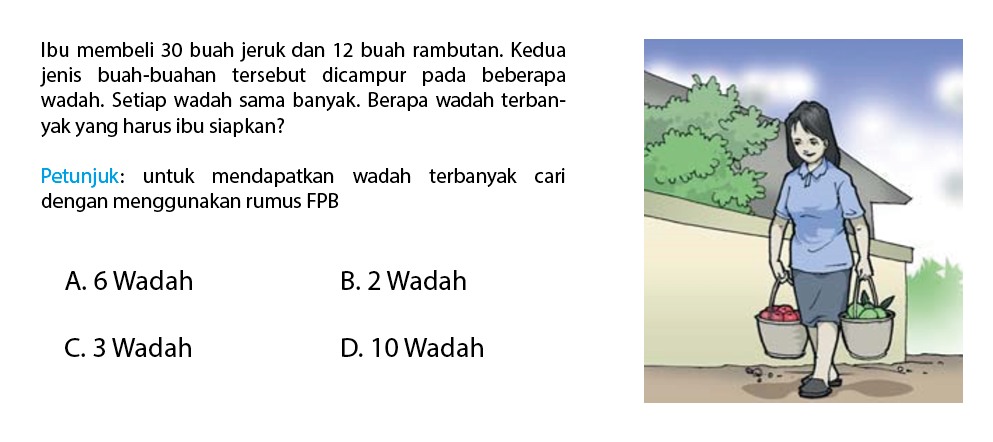 Ibu membeli 30 buah jeruk dan 12 buah rambutan. Kedua
jenis buah-buahan tersebut dicampur pada beberapa
wadah. Setiap wadah sama banyak. Berapa wadah terban-
yak yang harus ibu siapkan?
Petunjuk: untuk mendapatkan wadah terbanyak cari
dengan menggunakan rumus FPB
A. 6 Wadah
B. 2 Wadah
C. 3 Wadah
D. 10 Wadah